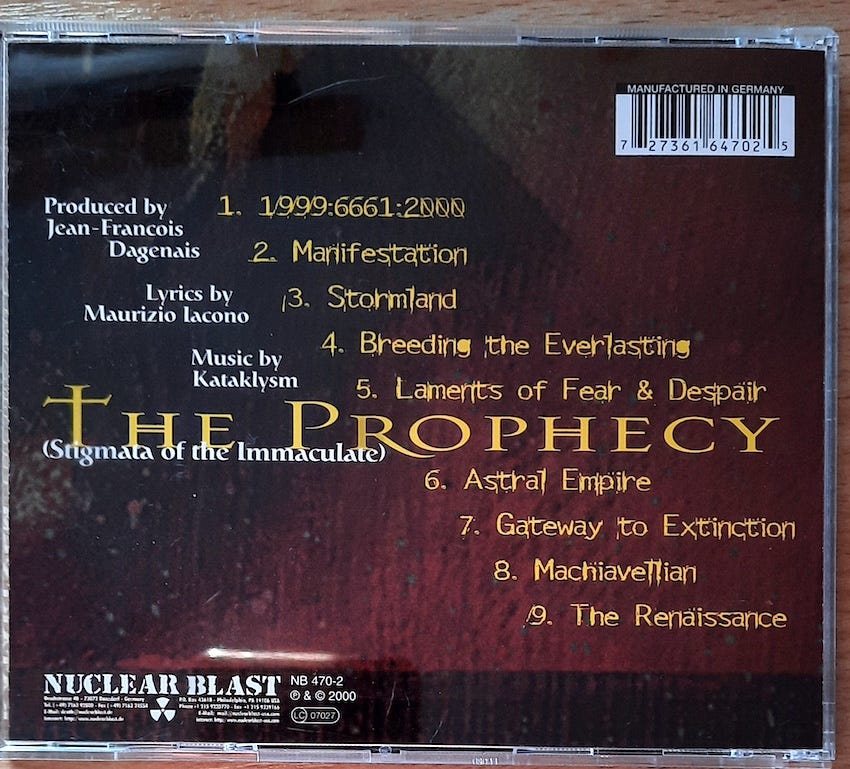 MANUFACTURED IN GERMANY
7 27361 64702 5
Produced by
Jean-Francois
Dagenais
Lyrics by
Maurizio Iacono
Music by
Kataklysm
1. 1999:6661:2000
2. Manifestation
3. Stormland
4. Breeding the Everlasting
5. Laments of Fear & Despair
THE PROPHECY
(Stigmata of the Immaculate)
6. Astral Empire
7. Gateway to Extinction
8. Machiavellian
9. The Renaissance
NUCLEAR BLAST
NB 470-2
℗ & © 2000
LC 07027